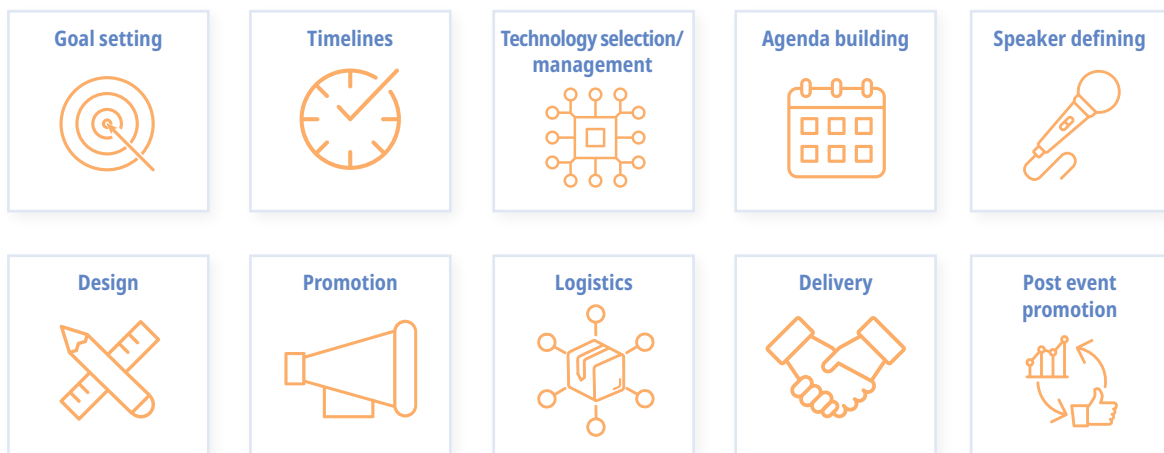 Goal setting
Timelines
Technology selection/
management
Agenda building
Speaker defining
Design
Promotion
Logistics
Delivery
Post event
promotion